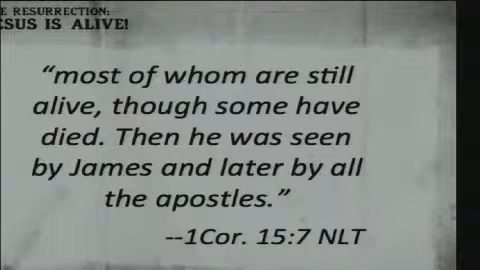 E RESURRECTION:
ESUS IS ALIVE!
“most of whom are still
alive, though some have
died. Then he was seen
by James and later by all
the apostles.”
--1Cor. 15:7 NLT